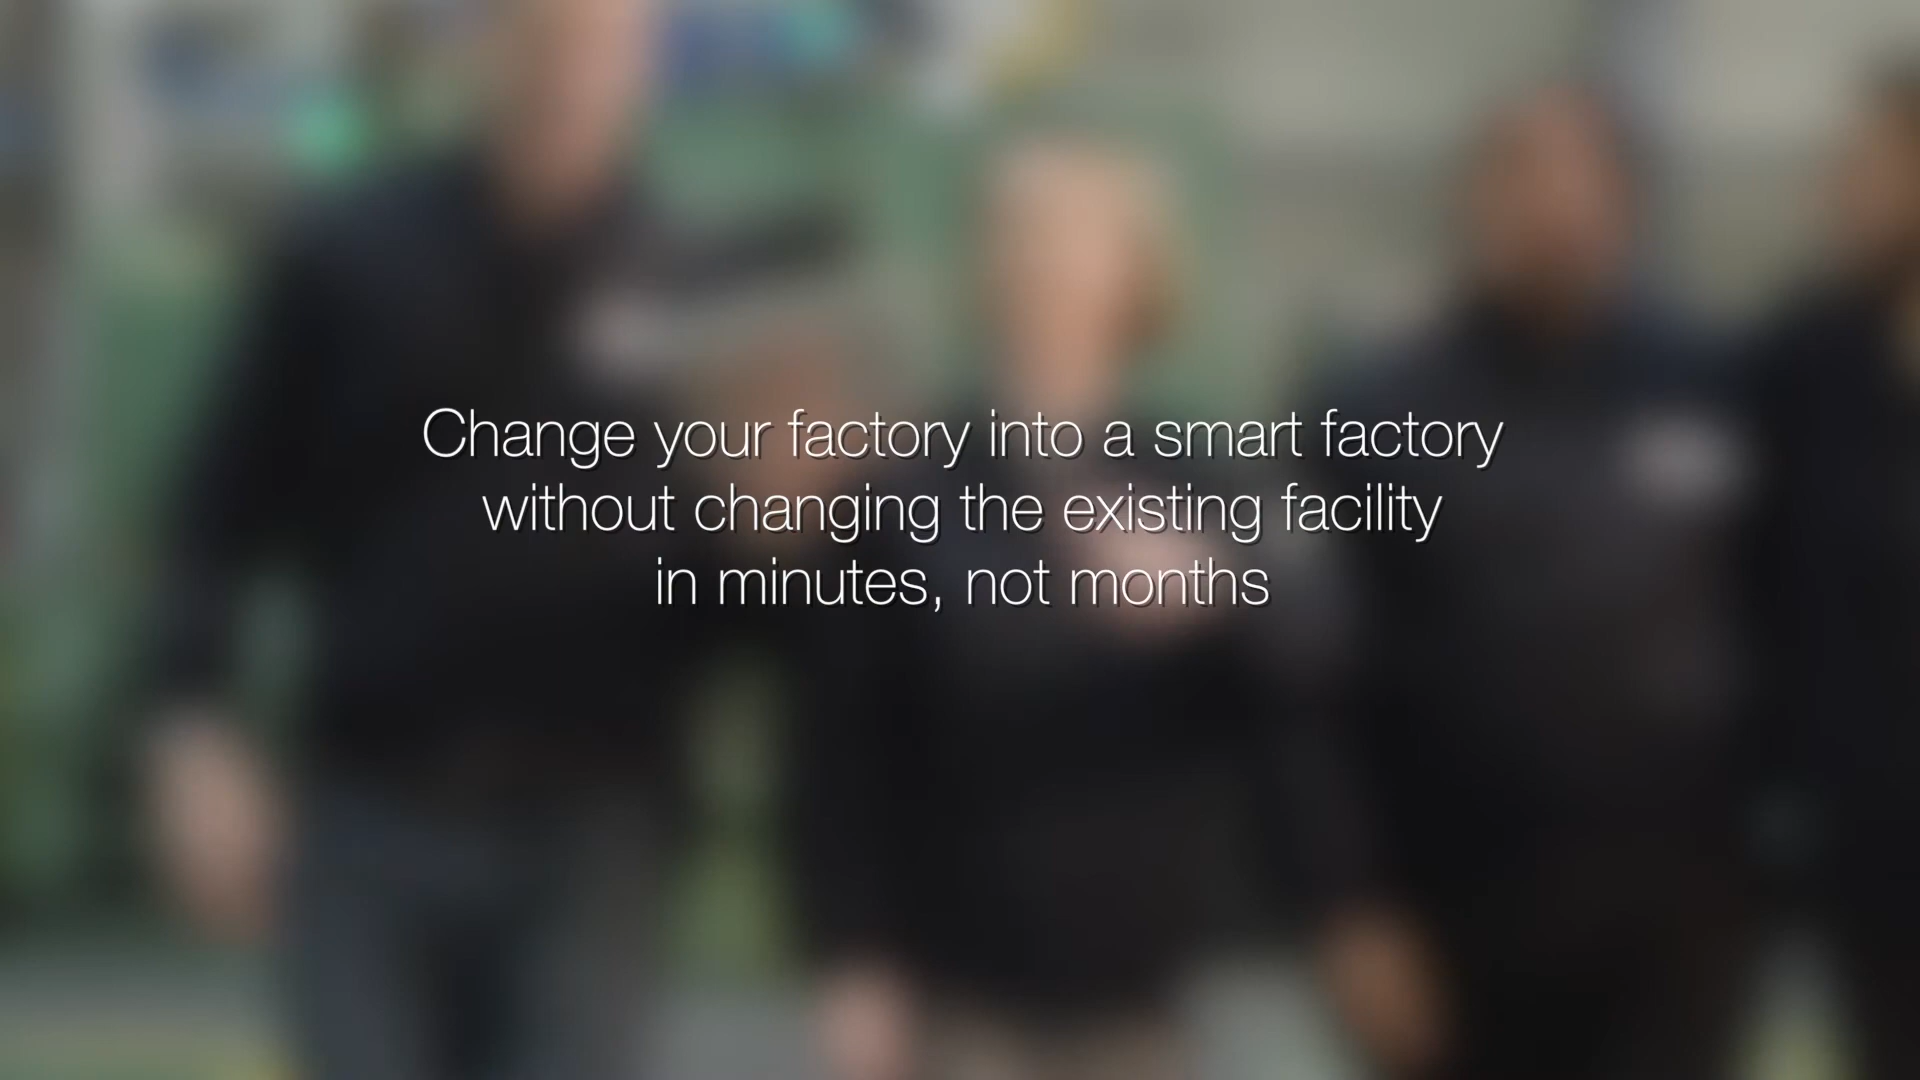 Change your factory into a smart factory
without changing the existing facility
in minutes, not months